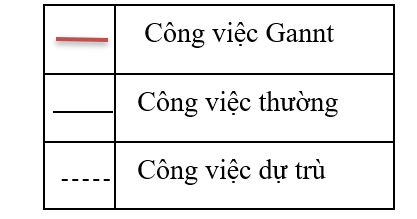 Công việc Gannt
Công việc thường
Công việc dự trù